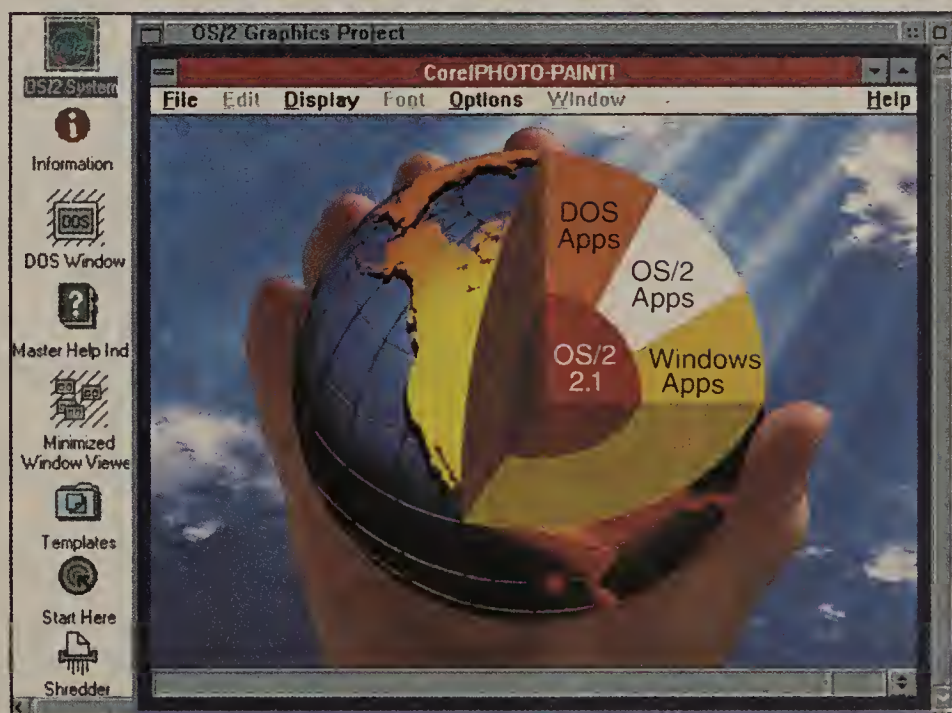 OS/2 System
Information
DOS
DOS Window
?
Master Help Ind
Minimized
Window Viewe
Templates
Start Here
Shredder
OS/2 Graphics Project
CorelPHOTO-PAINT!
File Edit Display Font Options Window Help
DOS
Apps
OS/2
Apps
OS/2
2.1
Windows
Apps